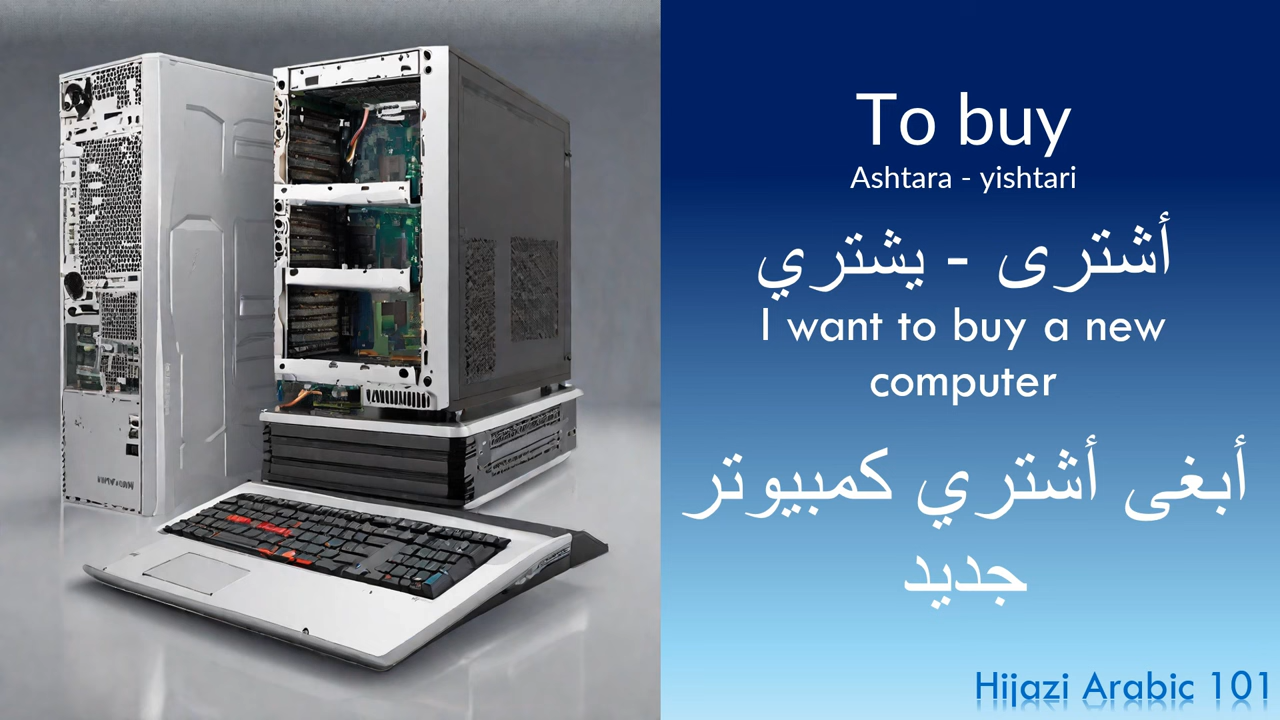 To buy
Ashtara - yishtari
أشترى - يشتري
I want to buy a new
computer
أبغى أشتري كمبيوتر
جديد
Hijazi Arabic 101